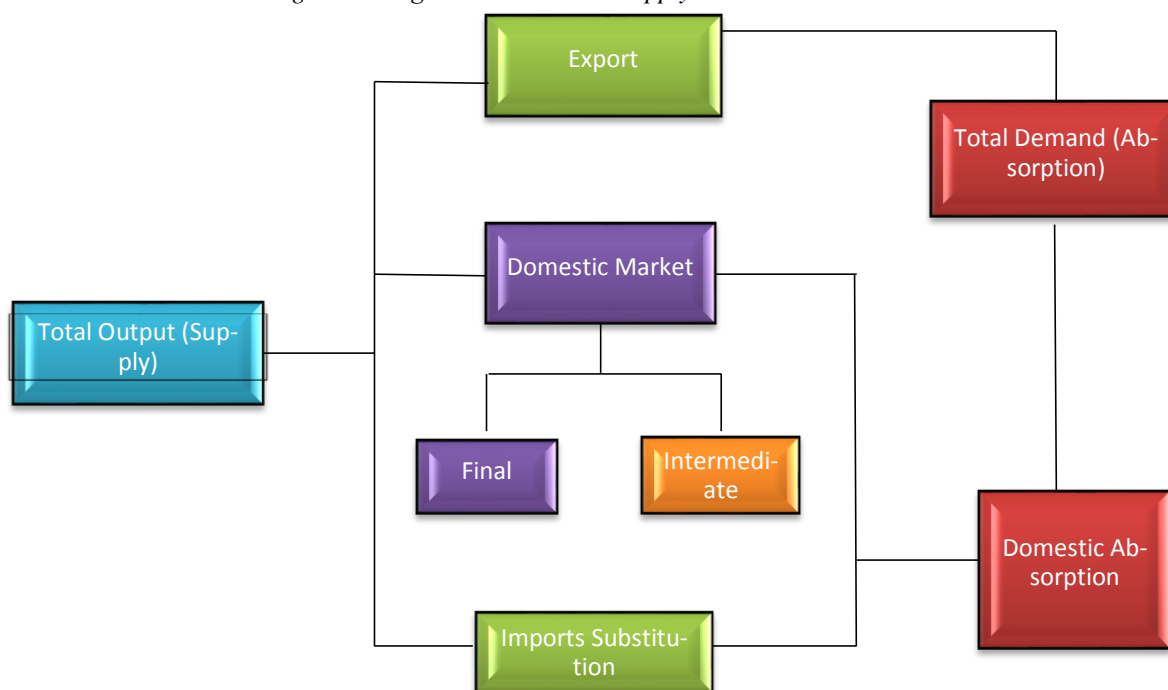 Export
Total Demand (Ab-
sorption)
Domestic Market
Total Output (Sup-
ply)
Final
Intermedi-
ate
Domestic Ab-
sorption
Imports Substitu-
tion